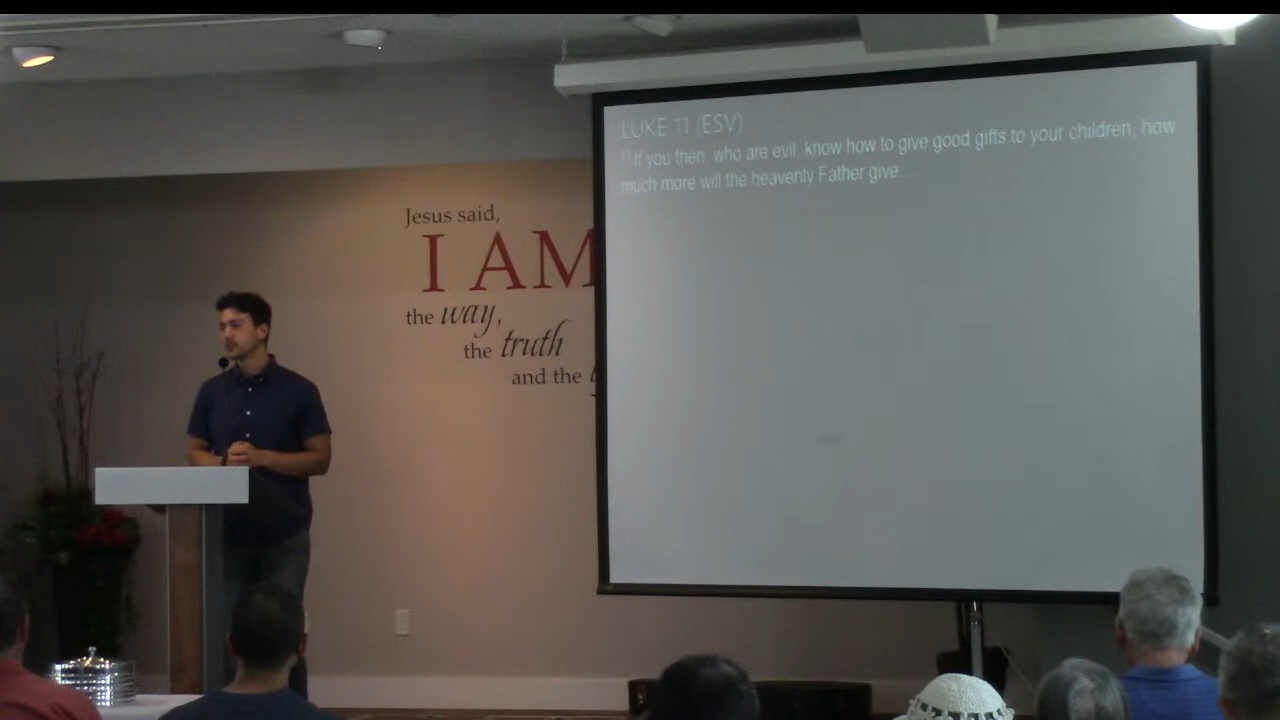 LUKE 11 (ESV)
13 If you then, who are evil, know how to give good gifts to your children, how
much more will the heavenly Father give...
Jesus said,
I AM
the way,
the truth
and the